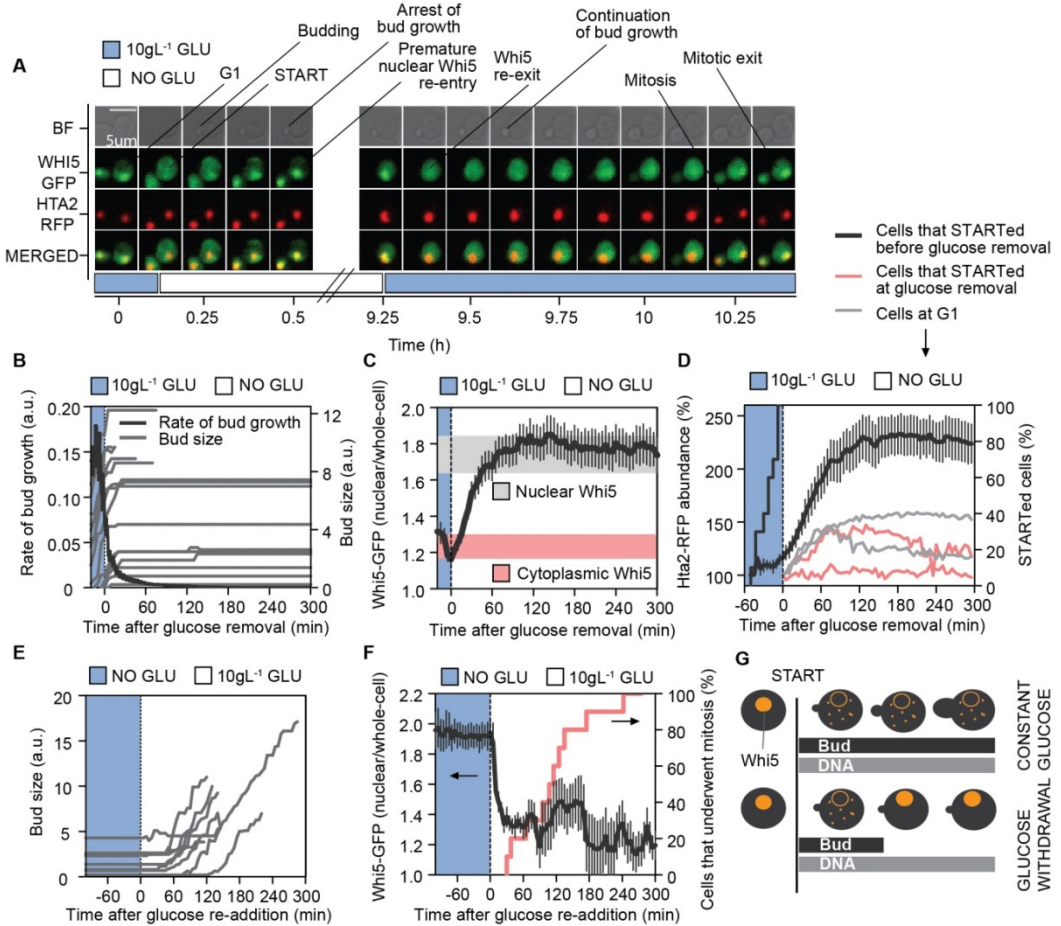 A
10gL⁻¹ GLU
NO GLU
G1
Budding
START
Arrest of bud growth
Premature nuclear Whi5 re-entry
Whi5 re-exit
Continuation of bud growth
Mitosis
Mitotic exit
BF
5um
WHI5 GFP
HTA2 RFP
MERGED
0 0.25 0.5 9.25 9.5 9.75 10 10.25
Time (h)
Cells that STARTed before glucose removal
Cells that STARTed at glucose removal
Cells at G1
B
10gL⁻¹ GLU NO GLU
Rate of bud growth (a.u.)
0.20
0.15
0.10
0.05
0
Rate of bud growth
Bud size
12
8
4
0
Bud size (a.u.)
0 60 120 180 240 300
Time after glucose removal (min)
C
10gL⁻¹ GLU NO GLU
Whi5-GFP (nuclear/whole-cell)
2.0
1.8
1.6
1.4
1.2
1.0
Nuclear Whi5
Cytoplasmic Whi5
0 60 120 180 240 300
Time after glucose removal (min)
D
10gL⁻¹ GLU NO GLU
Hta2-RFP abundance (%)
250
200
150
100
100
80
60
40
20
0
STARTed cells (%)
-60 0 60 120 180 240 300
Time after glucose removal (min)
E
NO GLU 10gL⁻¹ GLU
Bud size (a.u.)
20
15
10
5
0
-60 0 60 120 180 240 300
Time after glucose re-addition (min)
F
NO GLU 10gL⁻¹ GLU
Whi5-GFP (nuclear/whole-cell)
2.2
2.0
1.8
1.6
1.4
1.2
1.0
100
80
60
40
20
0
Cells that underwent mitosis (%)
-60 0 60 120 180 240 300
Time after glucose re-addition (min)
G
START
Whi5
Bud
DNA
CONSTANT GLUCOSE
Bud
DNA
GLUCOSE WITHDRAWAL